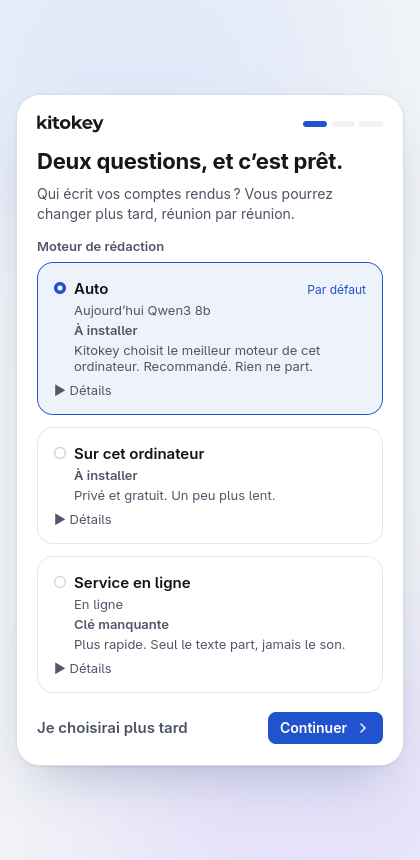 kitokey
Deux questions, et c’est prêt.
Qui écrit vos comptes rendus ? Vous pourrez
changer plus tard, réunion par réunion.
Moteur de rédaction
Auto
Par défaut
Aujourd’hui Qwen3 8b
À installer
Kitokey choisit le meilleur moteur de cet
ordinateur. Recommandé. Rien ne part.
▶ Détails
Sur cet ordinateur
À installer
Privé et gratuit. Un peu plus lent.
▶ Détails
Service en ligne
En ligne
Clé manquante
Plus rapide. Seul le texte part, jamais le son.
▶ Détails
Je choisirai plus tard
Continuer